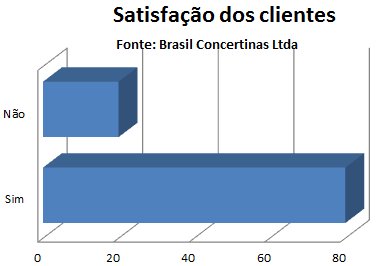 Satisfação dos clientes
Fonte: Brasil Concertinas Ltda
Não
Sim
0 20 40 60 80